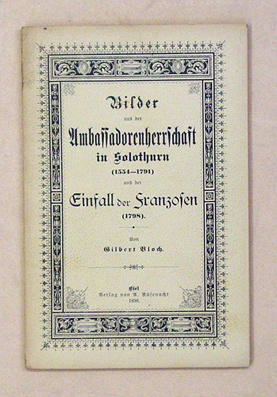 Bilder
aus der
Ambassadorenherrschaft
in Solothurn
(1554—1791)
und der
Einfall der Franzosen
(1798).
Von
Gilbert Bloch.
Biel
Verlag von A. Rüfenacht
1898.